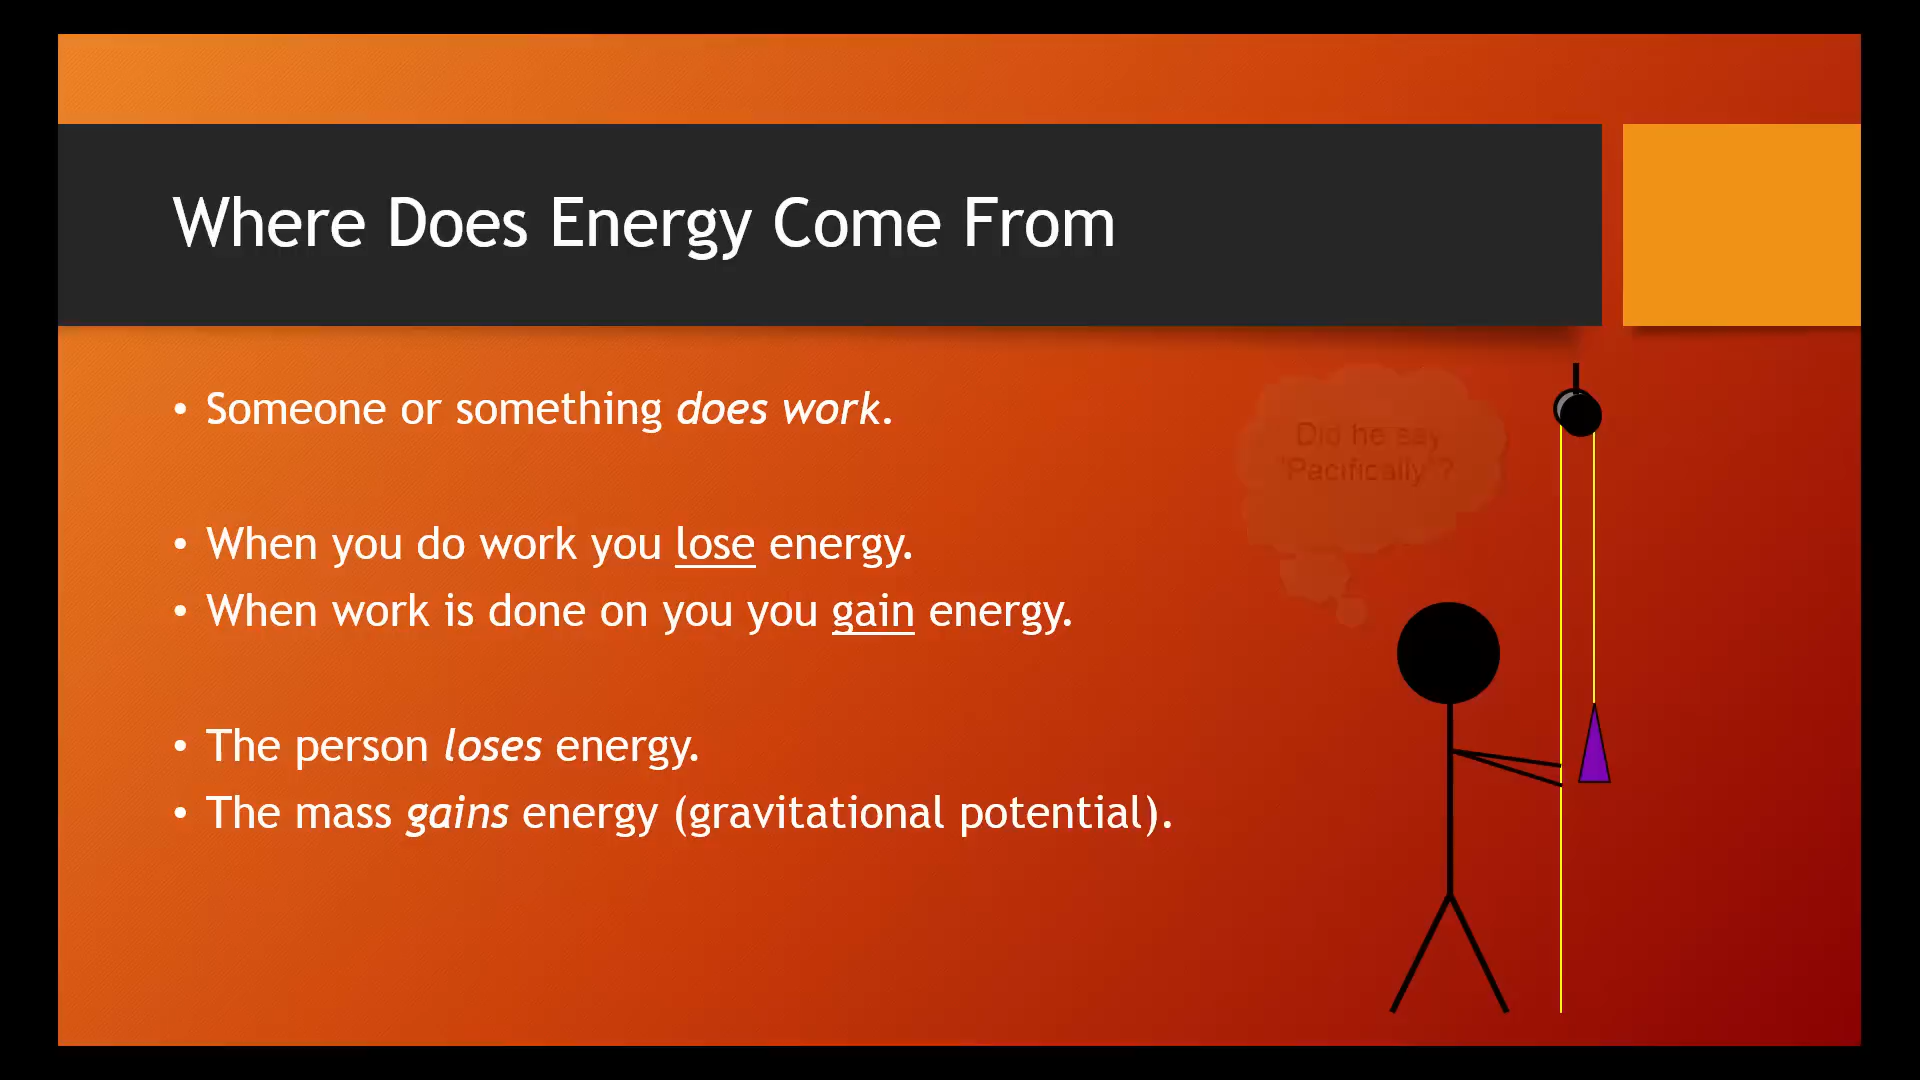 Where Does Energy Come From
• Someone or something does work.
• When you do work you lose energy.
• When work is done on you you gain energy.
• The person loses energy.
• The mass gains energy (gravitational potential).
Did he say
"Pacifically"?